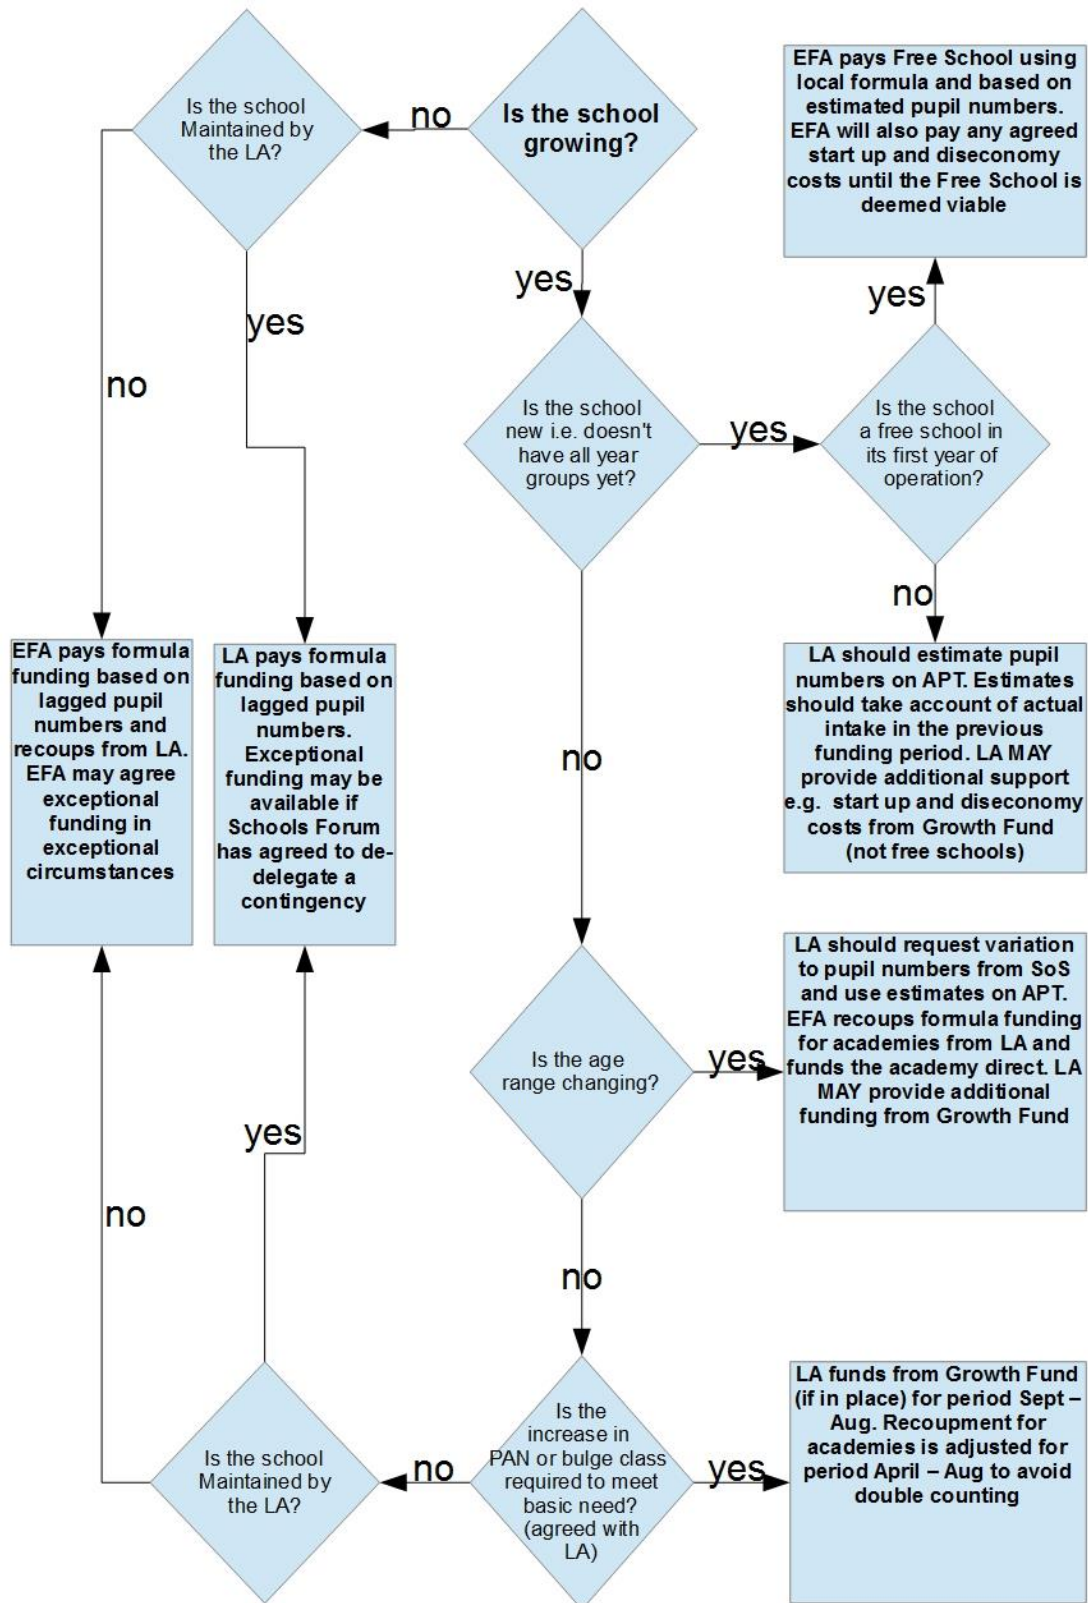 Is the school
growing?
no
Is the school
Maintained by
the LA?
no
yes
yes
Is the school
new i.e. doesn't
have all year
groups yet?
yes
Is the school
a free school in
its first year of
operation?
yes
EFA pays Free School using
local formula and based on
estimated pupil numbers.
EFA will also pay any agreed
start up and diseconomy
costs until the Free School is
deemed viable
no
LA should estimate pupil
numbers on APT. Estimates
should take account of actual
intake in the previous
funding period. LA MAY
provide additional support
e.g. start up and diseconomy
costs from Growth Fund
(not free schools)
EFA pays formula
funding based on
lagged pupil
numbers and
recoups from LA.
EFA may agree
exceptional
funding in
exceptional
circumstances
LA pays formula
funding based on
lagged pupil
numbers.
Exceptional
funding may be
available if
Schools Forum
has agreed to de-
delegate a
contingency
no
Is the age
range changing?
yes
LA should request variation
to pupil numbers from SoS
and use estimates on APT.
EFA recoups formula funding
for academies from LA and
funds the academy direct. LA
MAY provide additional
funding from Growth Fund
no
Is the
increase in
PAN or bulge class
required to meet
basic need?
(agreed with
LA)
yes
LA funds from Growth Fund
(if in place) for period Sept –
Aug. Recoupment for
academies is adjusted for
period April – Aug to avoid
double counting
no
Is the school
Maintained by
the LA?
yes
no